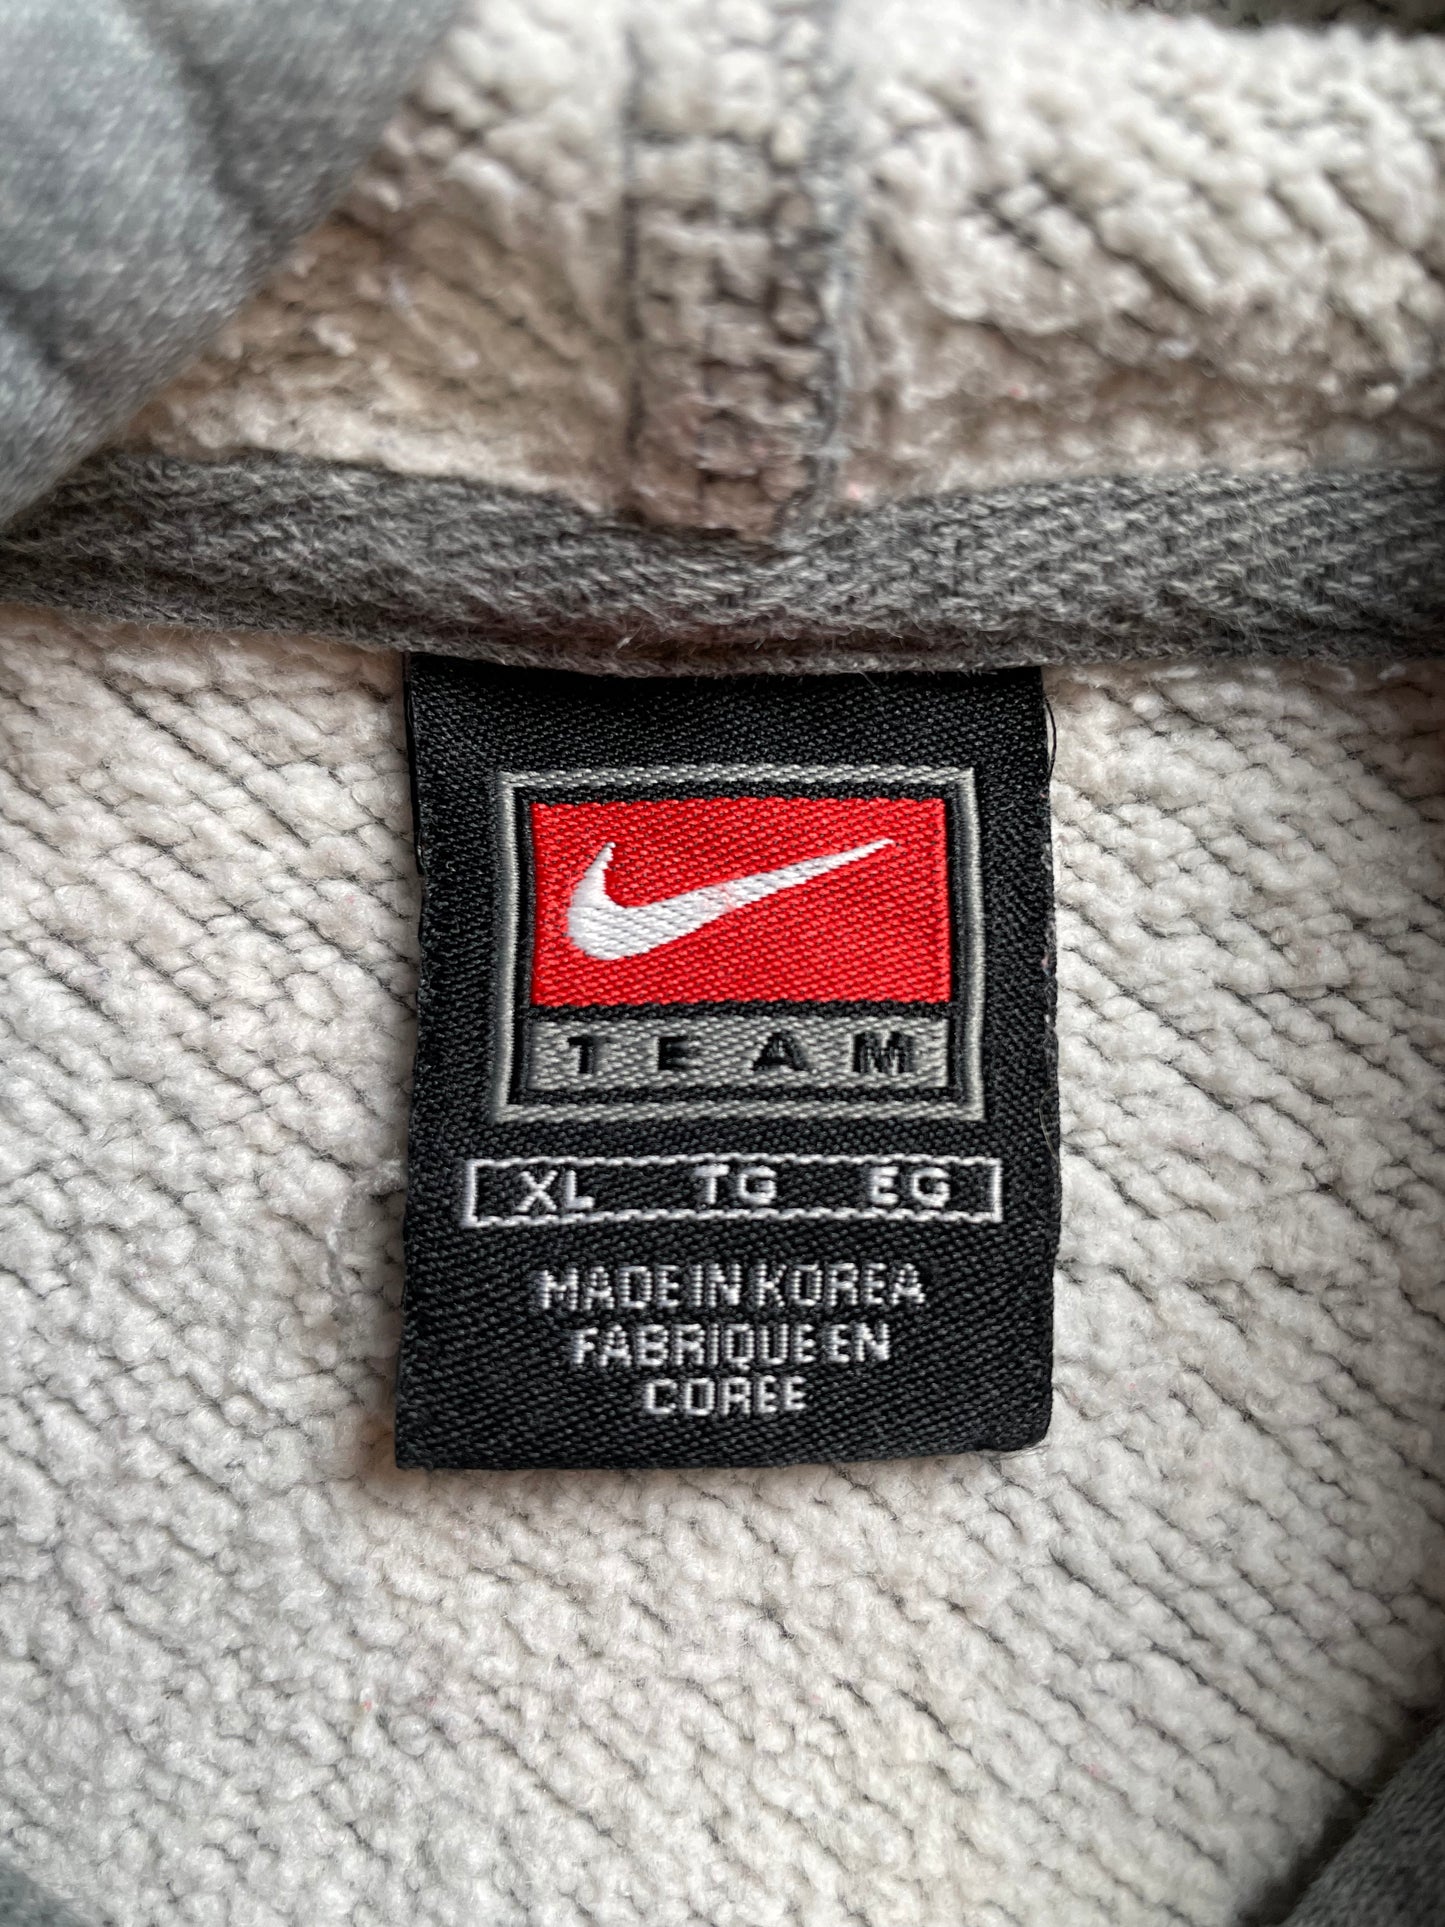 TEAM
XL TG EG
MADE IN KOREA
FABRIQUE EN
COREE